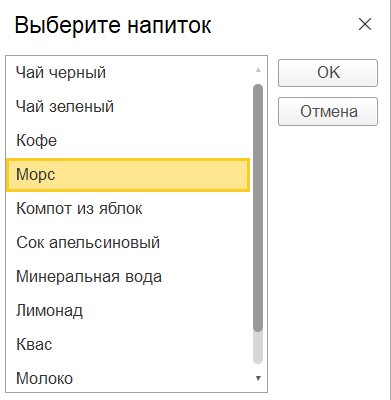 Выберите напиток
Чай черный
OK
Чай зеленый
Отмена
Кофе
Морс
Компот из яблок
Сок апельсиновый
Минеральная вода
Лимонад
Квас
Молоко